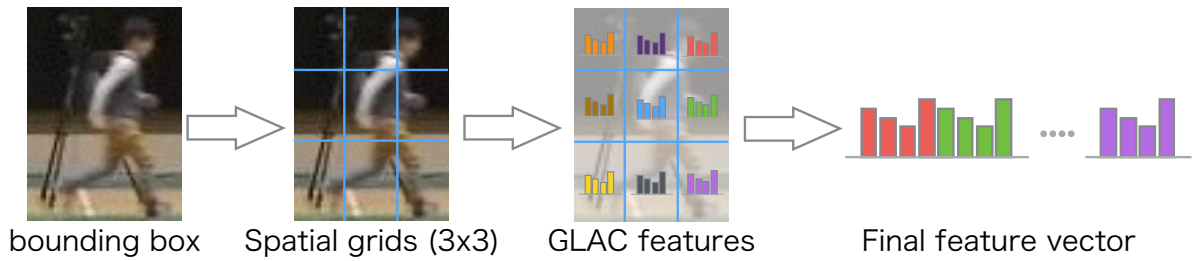 bounding box
Spatial grids (3x3)
GLAC features
Final feature vector